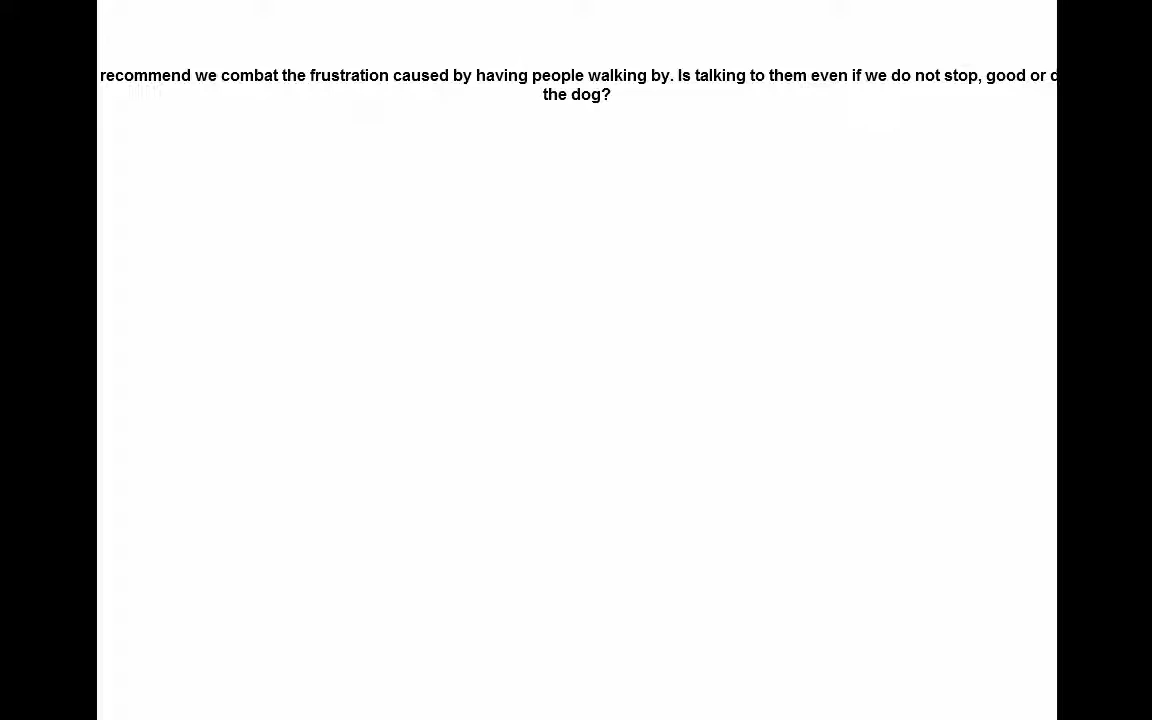 recommend we combat the frustration caused by having people walking by. Is talking to them even if we do not stop, good or
the dog?